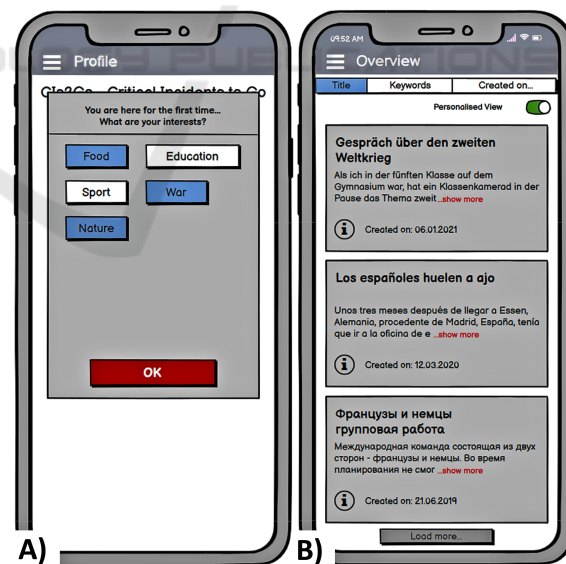 Profile
CIs2Go - Critical Incidents to Go
You are here for the first time...
What are your interests?
Food
Education
Sport
War
Nature
OK
A)
09:52 AM
Overview
Title
Keywords
Created on...
Personalised View
Gespräch über den zweiten
Weltkrieg
Als ich in der fünften Klasse auf dem
Gymnasium war, hat ein Klassenkamerad in der
Pause das Thema zweit ...show more
Created on: 06.01.2021
Los españoles huelen a ajo
Unos tres meses después de llegar a Essen,
Alemania, procedente de Madrid, España, tenía
que ir a la oficina de e ...show more
Created on: 12.03.2020
Французы и немцы
групповая работа
Международная команда состоящая из двух
сторон - французы и немцы. Во время
планирования не смог ...show more
Created on: 21.06.2019
Load more...
B)